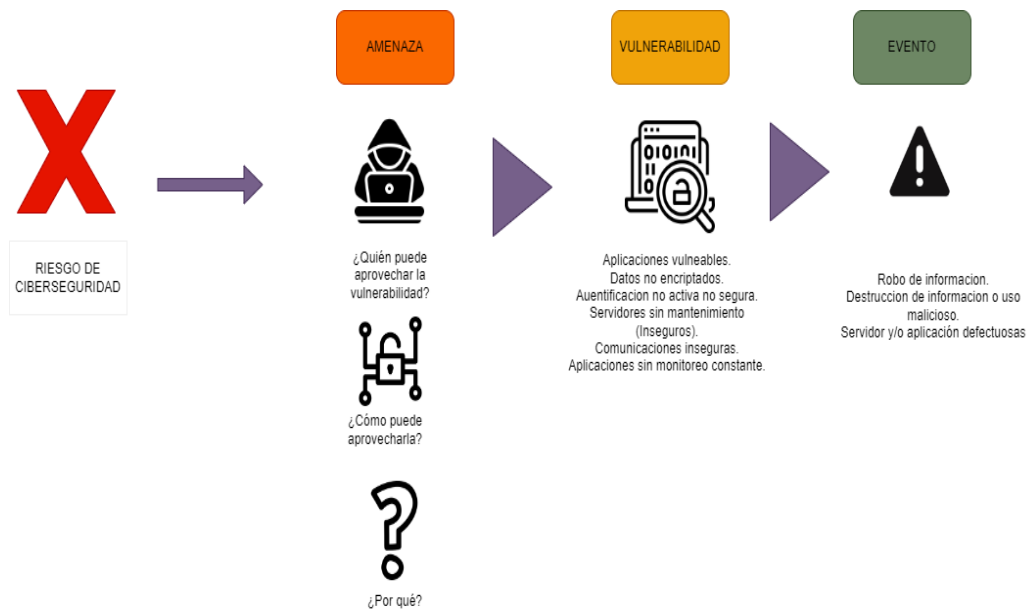 AMENAZA
VULNERABILIDAD
EVENTO
RIESGO DE
CIBERSEGURIDAD
¿Quién puede
aprovechar la
vulnerabilidad?
¿Cómo puede
aprovecharla?
¿Por qué?
Aplicaciones vulneables.
Datos no encriptados.
Auentificacion no activa no segura.
Servidores sin mantenimiento
(Inseguros).
Comunicaciones inseguras.
Aplicaciones sin monitoreo constante.
Robo de informacion.
Destruccion de informacion o uso
malicioso.
Servidor y/o aplicación defectuosas